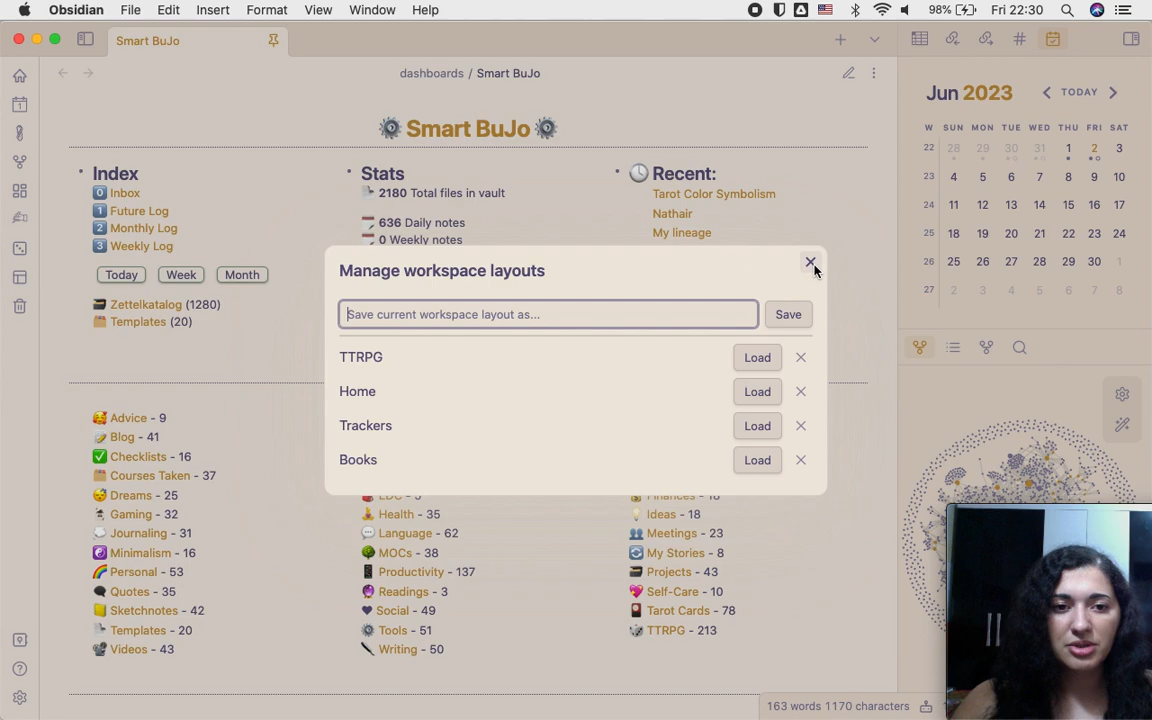 Obsidian File Edit Insert Format View Window Help 98% Fri 22:30
Smart BuJo
dashboards / Smart BuJo
Smart BuJo
Index
Inbox
Future Log
Monthly Log
Weekly Log
Today Week Month
Zettelkatalog (1280)
Templates (20)
Stats
2180 Total files in vault
636 Daily notes
0 Weekly notes
Recent:
Tarot Color Symbolism
Nathair
My lineage
Manage workspace layouts
Save current workspace layout as...
Save
TTRPG Load
Home Load
Trackers Load
Books Load
Advice - 9
Blog - 41
Checklists - 16
Courses Taken - 37
Dreams - 25
Gaming - 32
Journaling - 31
Minimalism - 16
Personal - 53
Quotes - 35
Sketchnotes - 42
Templates - 20
Videos - 43
EDC - 5
Health - 35
Language - 62
MOCs - 38
Productivity - 137
Readings - 3
Social - 49
Tools - 51
Writing - 50
Finances - 18
Ideas - 18
Meetings - 23
My Stories - 8
Projects - 43
Self-Care - 10
Tarot Cards - 78
TTRPG - 213
Jun 2023 TODAY
W SUN MON TUE WED THU FRI SAT
22 28 29 30 31 1 2 3
23 4 5 6 7 8 9 10
24 11 12 13 14 15 16 17
25 18 19 20 21 22 23 24
26 25 26 27 28 29 30 1
27 2 3 4 5 6 7 8
163 words 1170 characters